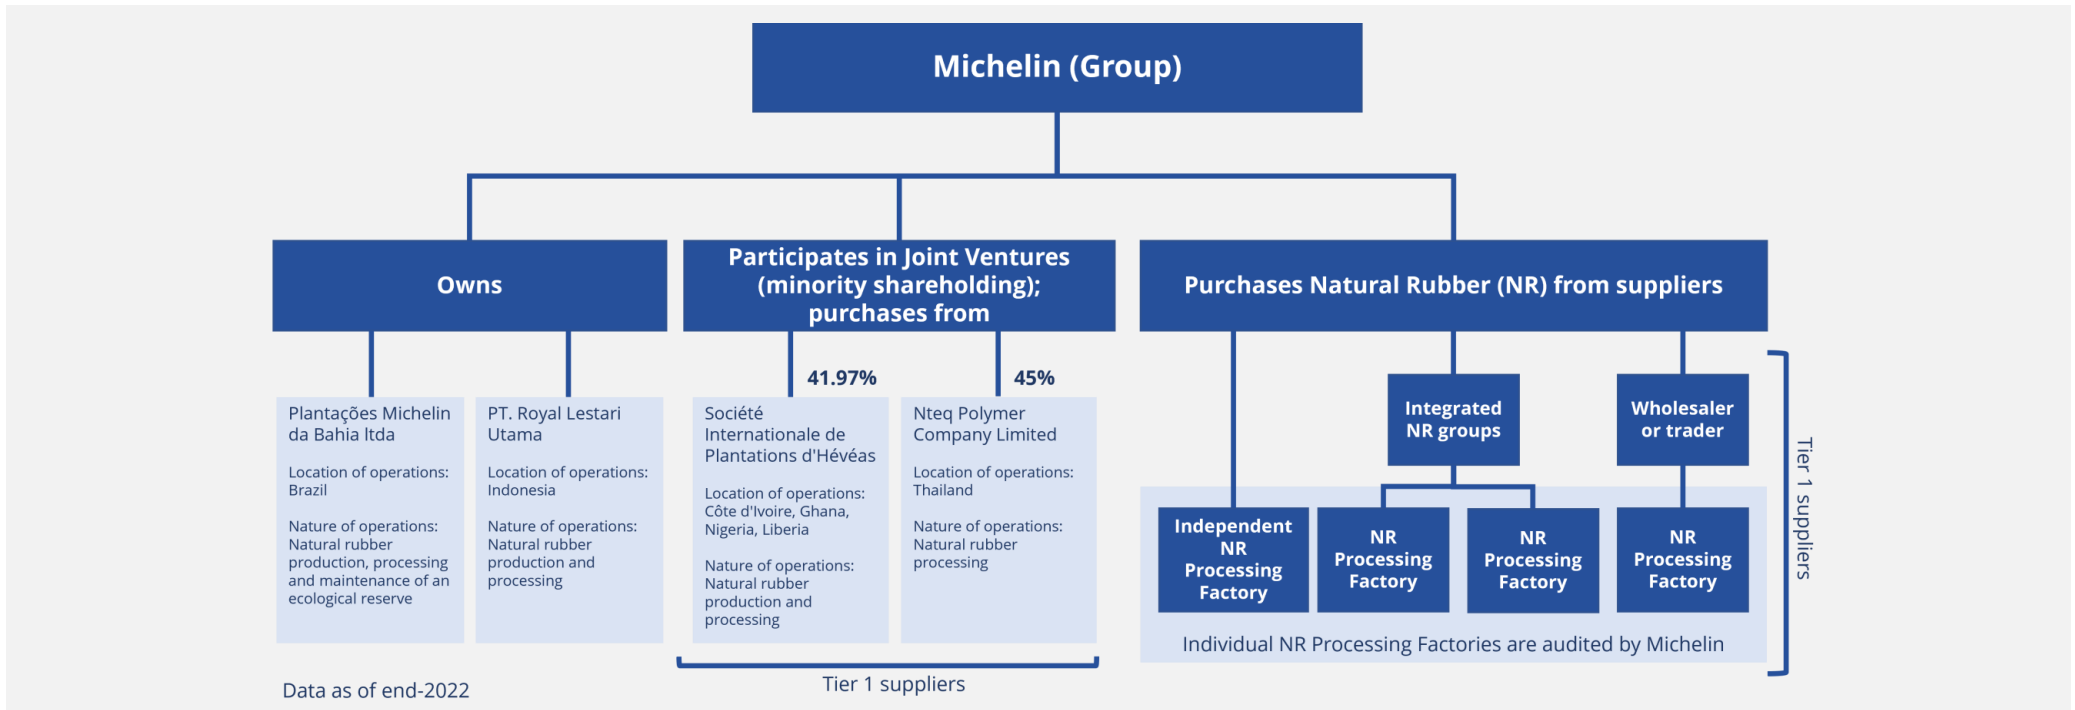 Michelin (Group)
Owns
Participates in Joint Ventures
(minority shareholding);
purchases from
Purchases Natural Rubber (NR) from suppliers
41.97%
45%
Plantações Michelin
da Bahia ltda
Location of operations:
Brazil
Nature of operations:
Natural rubber
production, processing
and maintenance of an
ecological reserve
PT. Royal Lestari
Utama
Location of operations:
Indonesia
Nature of operations:
Natural rubber
production and
processing
Société
Internationale de
Plantations d'Hévéas
Location of operations:
Côte d'Ivoire, Ghana,
Nigeria, Liberia
Nature of operations:
Natural rubber
production and
processing
Nteq Polymer
Company Limited
Location of operations:
Thailand
Nature of operations:
Natural rubber
processing
Integrated
NR groups
Wholesaler
or trader
Independent
NR
Processing
Factory
NR
Processing
Factory
NR
Processing
Factory
NR
Processing
Factory
Individual NR Processing Factories are audited by Michelin
Tier 1 suppliers
Tier 1 suppliers
Data as of end-2022